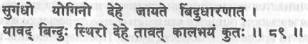 सुगंधो योगिनो देहे जायते बिंदुधारणात् ।
यावद् बिन्दुः स्थिरो देहे तावत् कालभयं कुतः ।। ८९ ।।